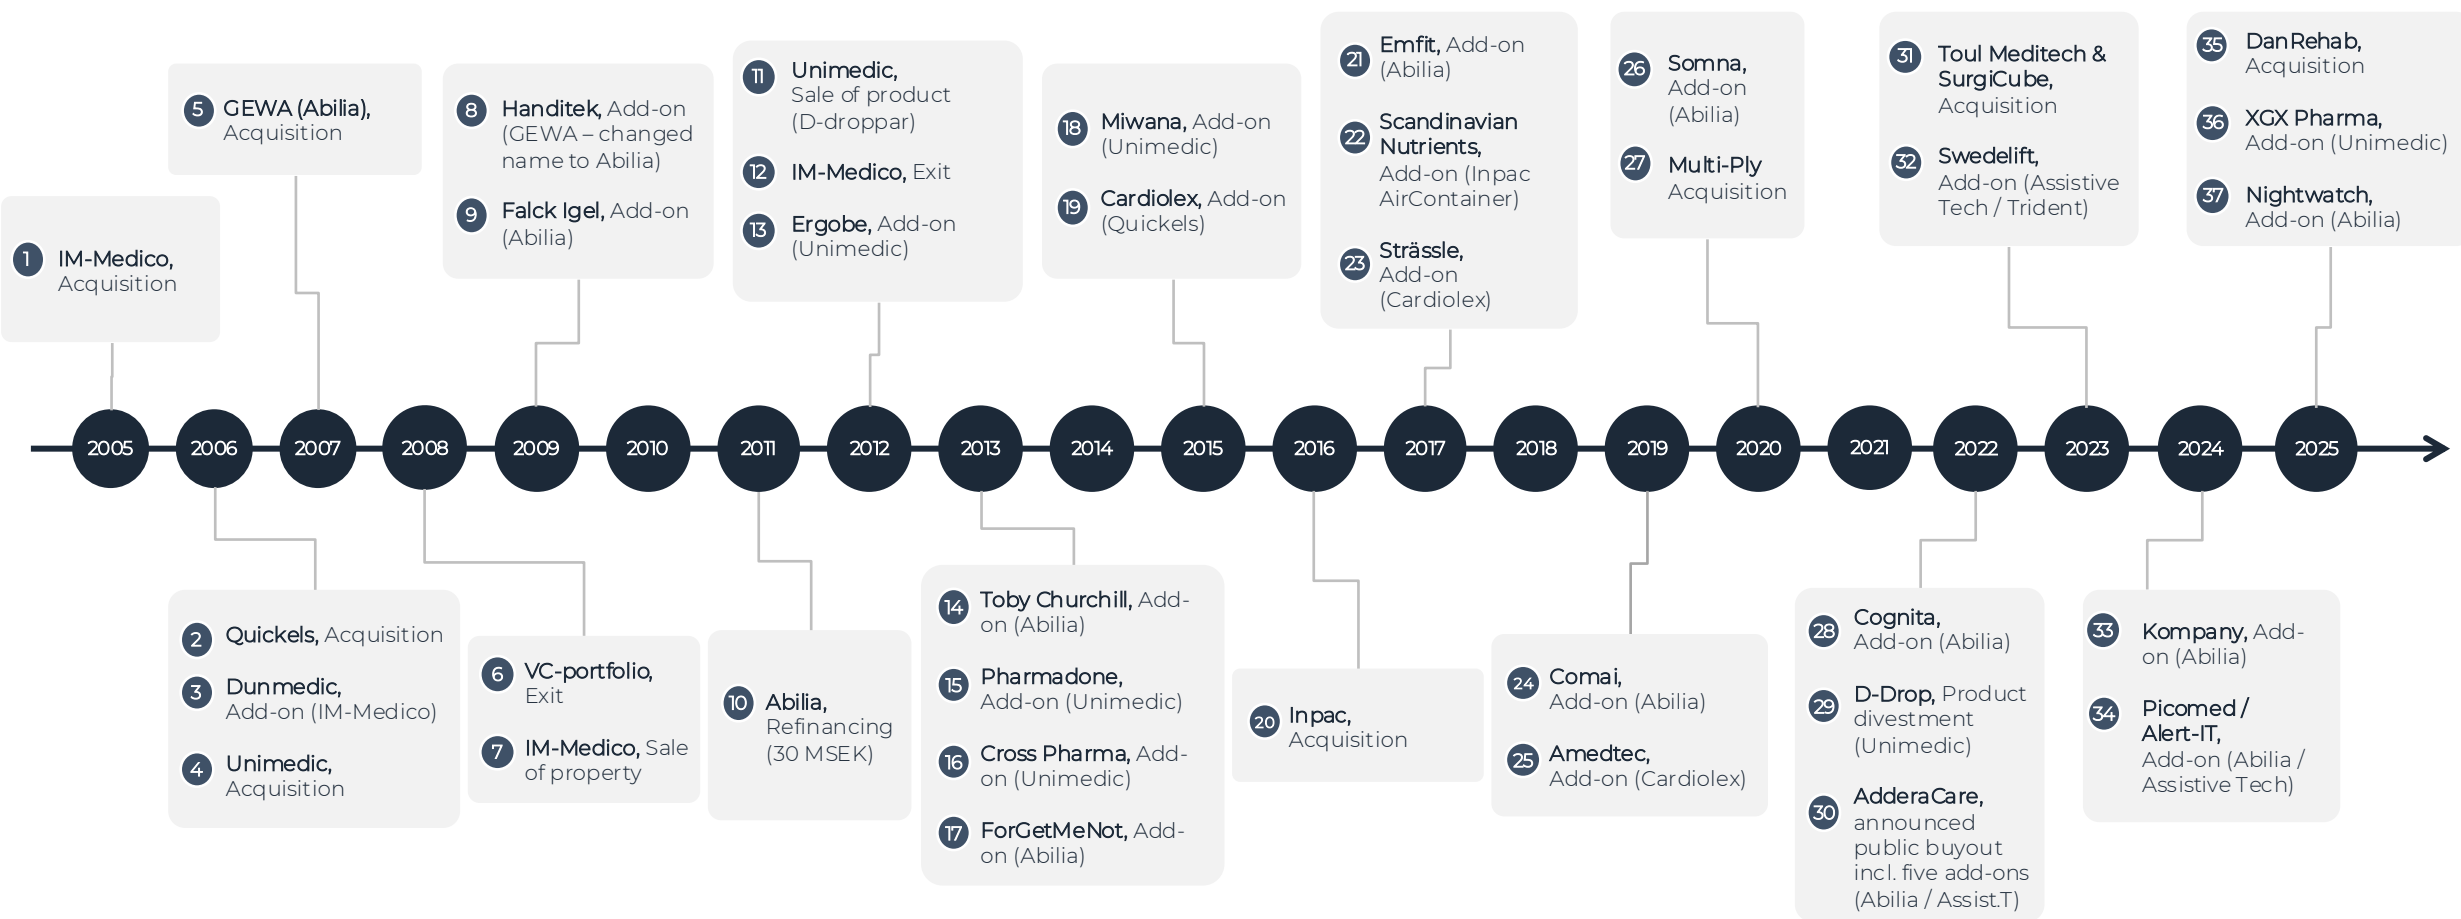 1
IM-Medico,
Acquisition
5
GEWA (Abilia),
Acquisition
8
Handitek, Add-on
(GEWA – changed
name to Abilia)
9
Falck Igel, Add-on
(Abilia)
11
Unimedic,
Sale of product
(D-droppar)
12
IM-Medico, Exit
13
Ergobe, Add-on
(Unimedic)
18
Miwana, Add-on
(Unimedic)
19
Cardiolex, Add-on
(Quickels)
21
Emfit, Add-on
(Abilia)
22
Scandinavian
Nutrients,
Add-on (Inpac
AirContainer)
23
Strässle,
Add-on
(Cardiolex)
26
Somna,
Add-on
(Abilia)
27
Multi-Ply
Acquisition
31
Toul Meditech &
SurgiCube,
Acquisition
32
Swedelift,
Add-on (Assistive
Tech / Trident)
35
DanRehab,
Acquisition
36
XGX Pharma,
Add-on (Unimedic)
37
Nightwatch,
Add-on (Abilia)
2005
2006
2007
2008
2009
2010
2011
2012
2013
2014
2015
2016
2017
2018
2019
2020
2021
2022
2023
2024
2025
2
Quickels, Acquisition
3
Dunmedic,
Add-on (IM-Medico)
4
Unimedic,
Acquisition
6
VC-portfolio,
Exit
7
IM-Medico, Sale
of property
10
Abilia,
Refinancing
(30 MSEK)
14
Toby Churchill, Add-
on (Abilia)
15
Pharmadone,
Add-on (Unimedic)
16
Cross Pharma, Add-
on (Unimedic)
17
ForGetMeNot, Add-
on (Abilia)
20
Inpac,
Acquisition
24
Comai,
Add-on (Abilia)
25
Amedtec,
Add-on (Cardiolex)
28
Cognita,
Add-on (Abilia)
29
D-Drop, Product
divestment
(Unimedic)
30
AdderaCare,
announced
public buyout
incl. five add-ons
(Abilia / Assist.T)
33
Kompany, Add-
on (Abilia)
34
Picomed /
Alert-IT,
Add-on (Abilia /
Assistive Tech)